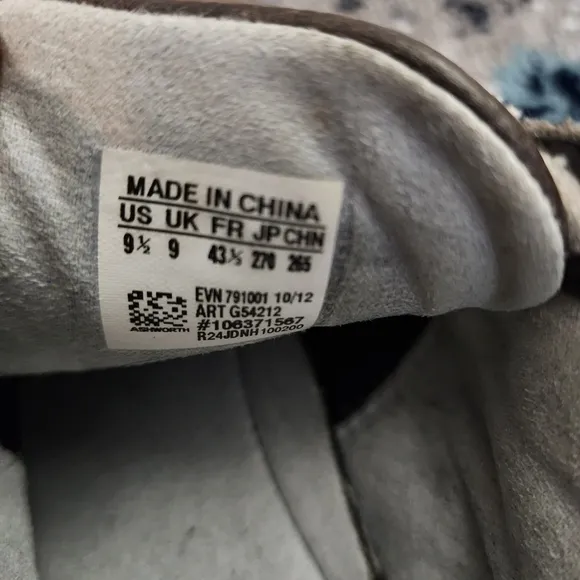 MADE IN CHINA
US UK FR JP CHN
9½ 9 43⅓ 270 265
EVN 791001 10/12
ART G54212
#106371567
R24JDNH100200
ASHWORTH